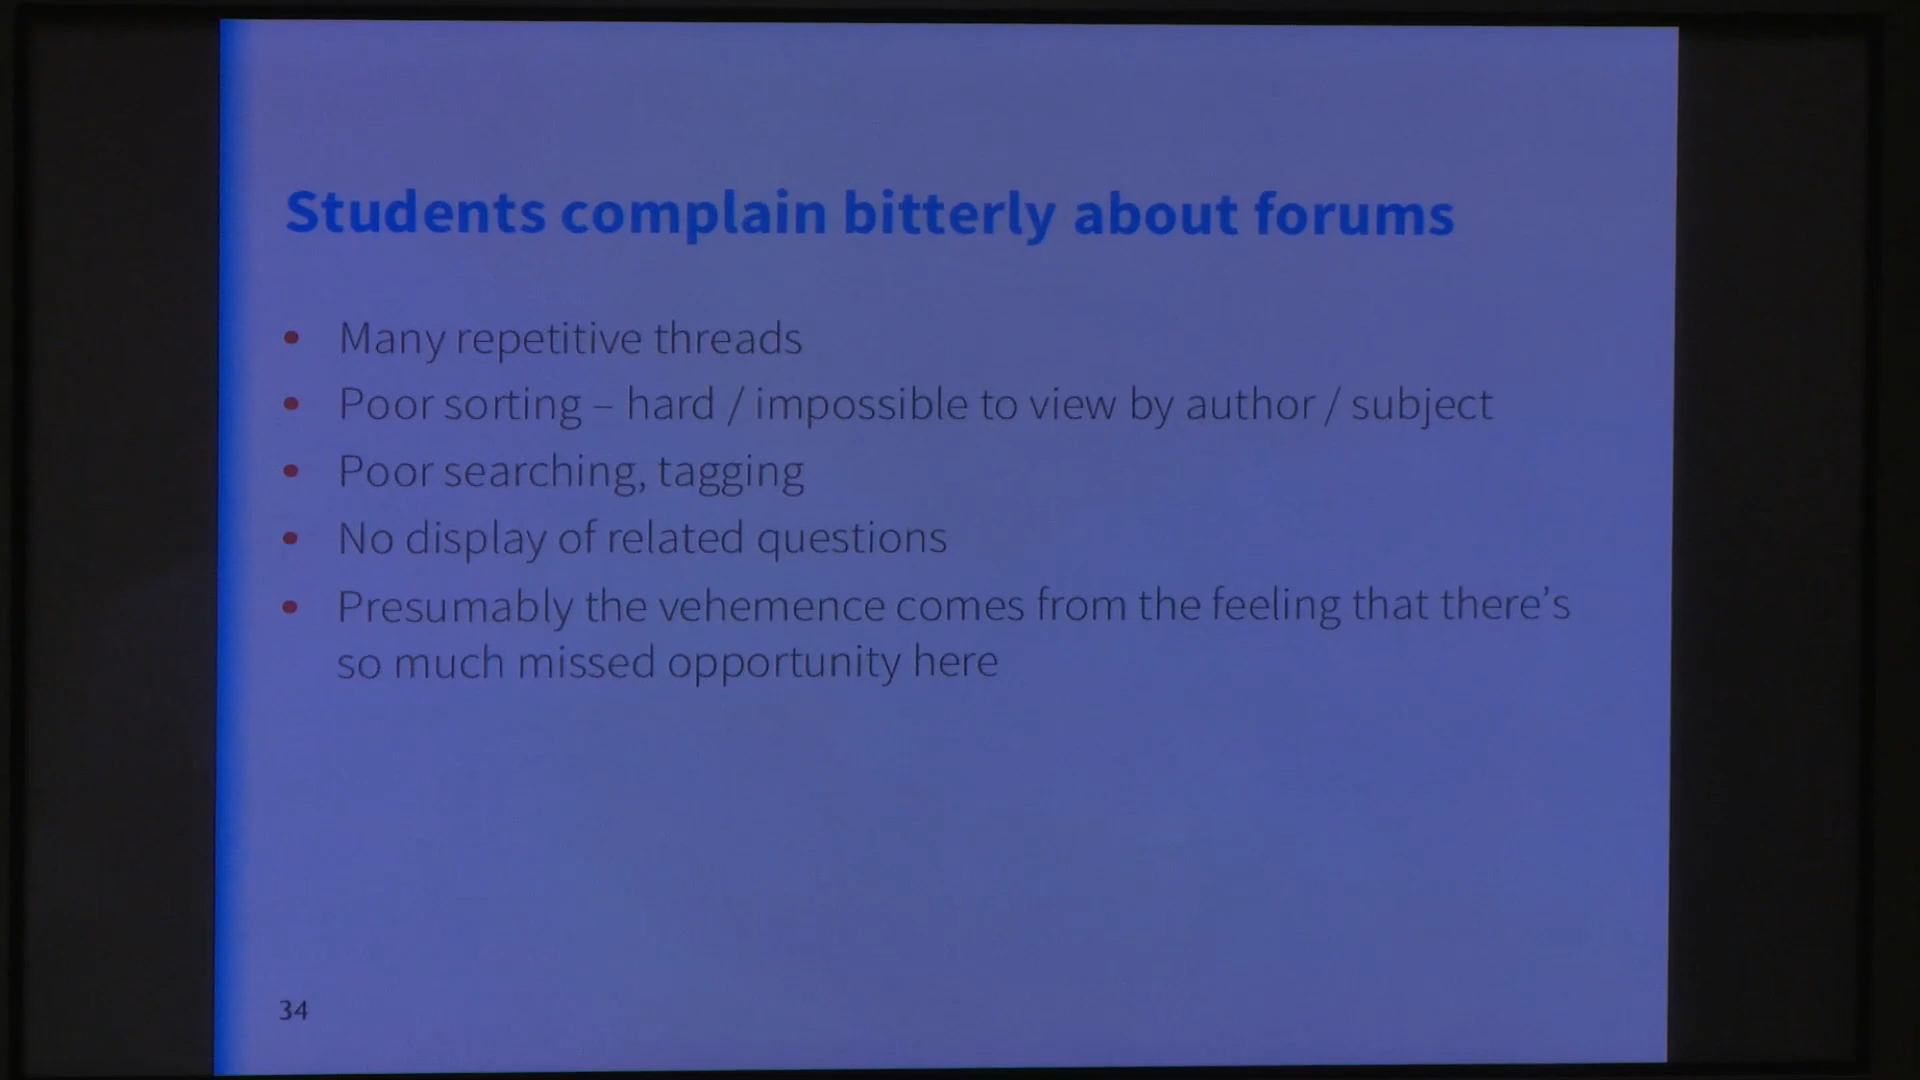 Students complain bitterly about forums
• Many repetitive threads
• Poor sorting – hard / impossible to view by author / subject
• Poor searching, tagging
• No display of related questions
• Presumably the vehemence comes from the feeling that there's
so much missed opportunity here
34